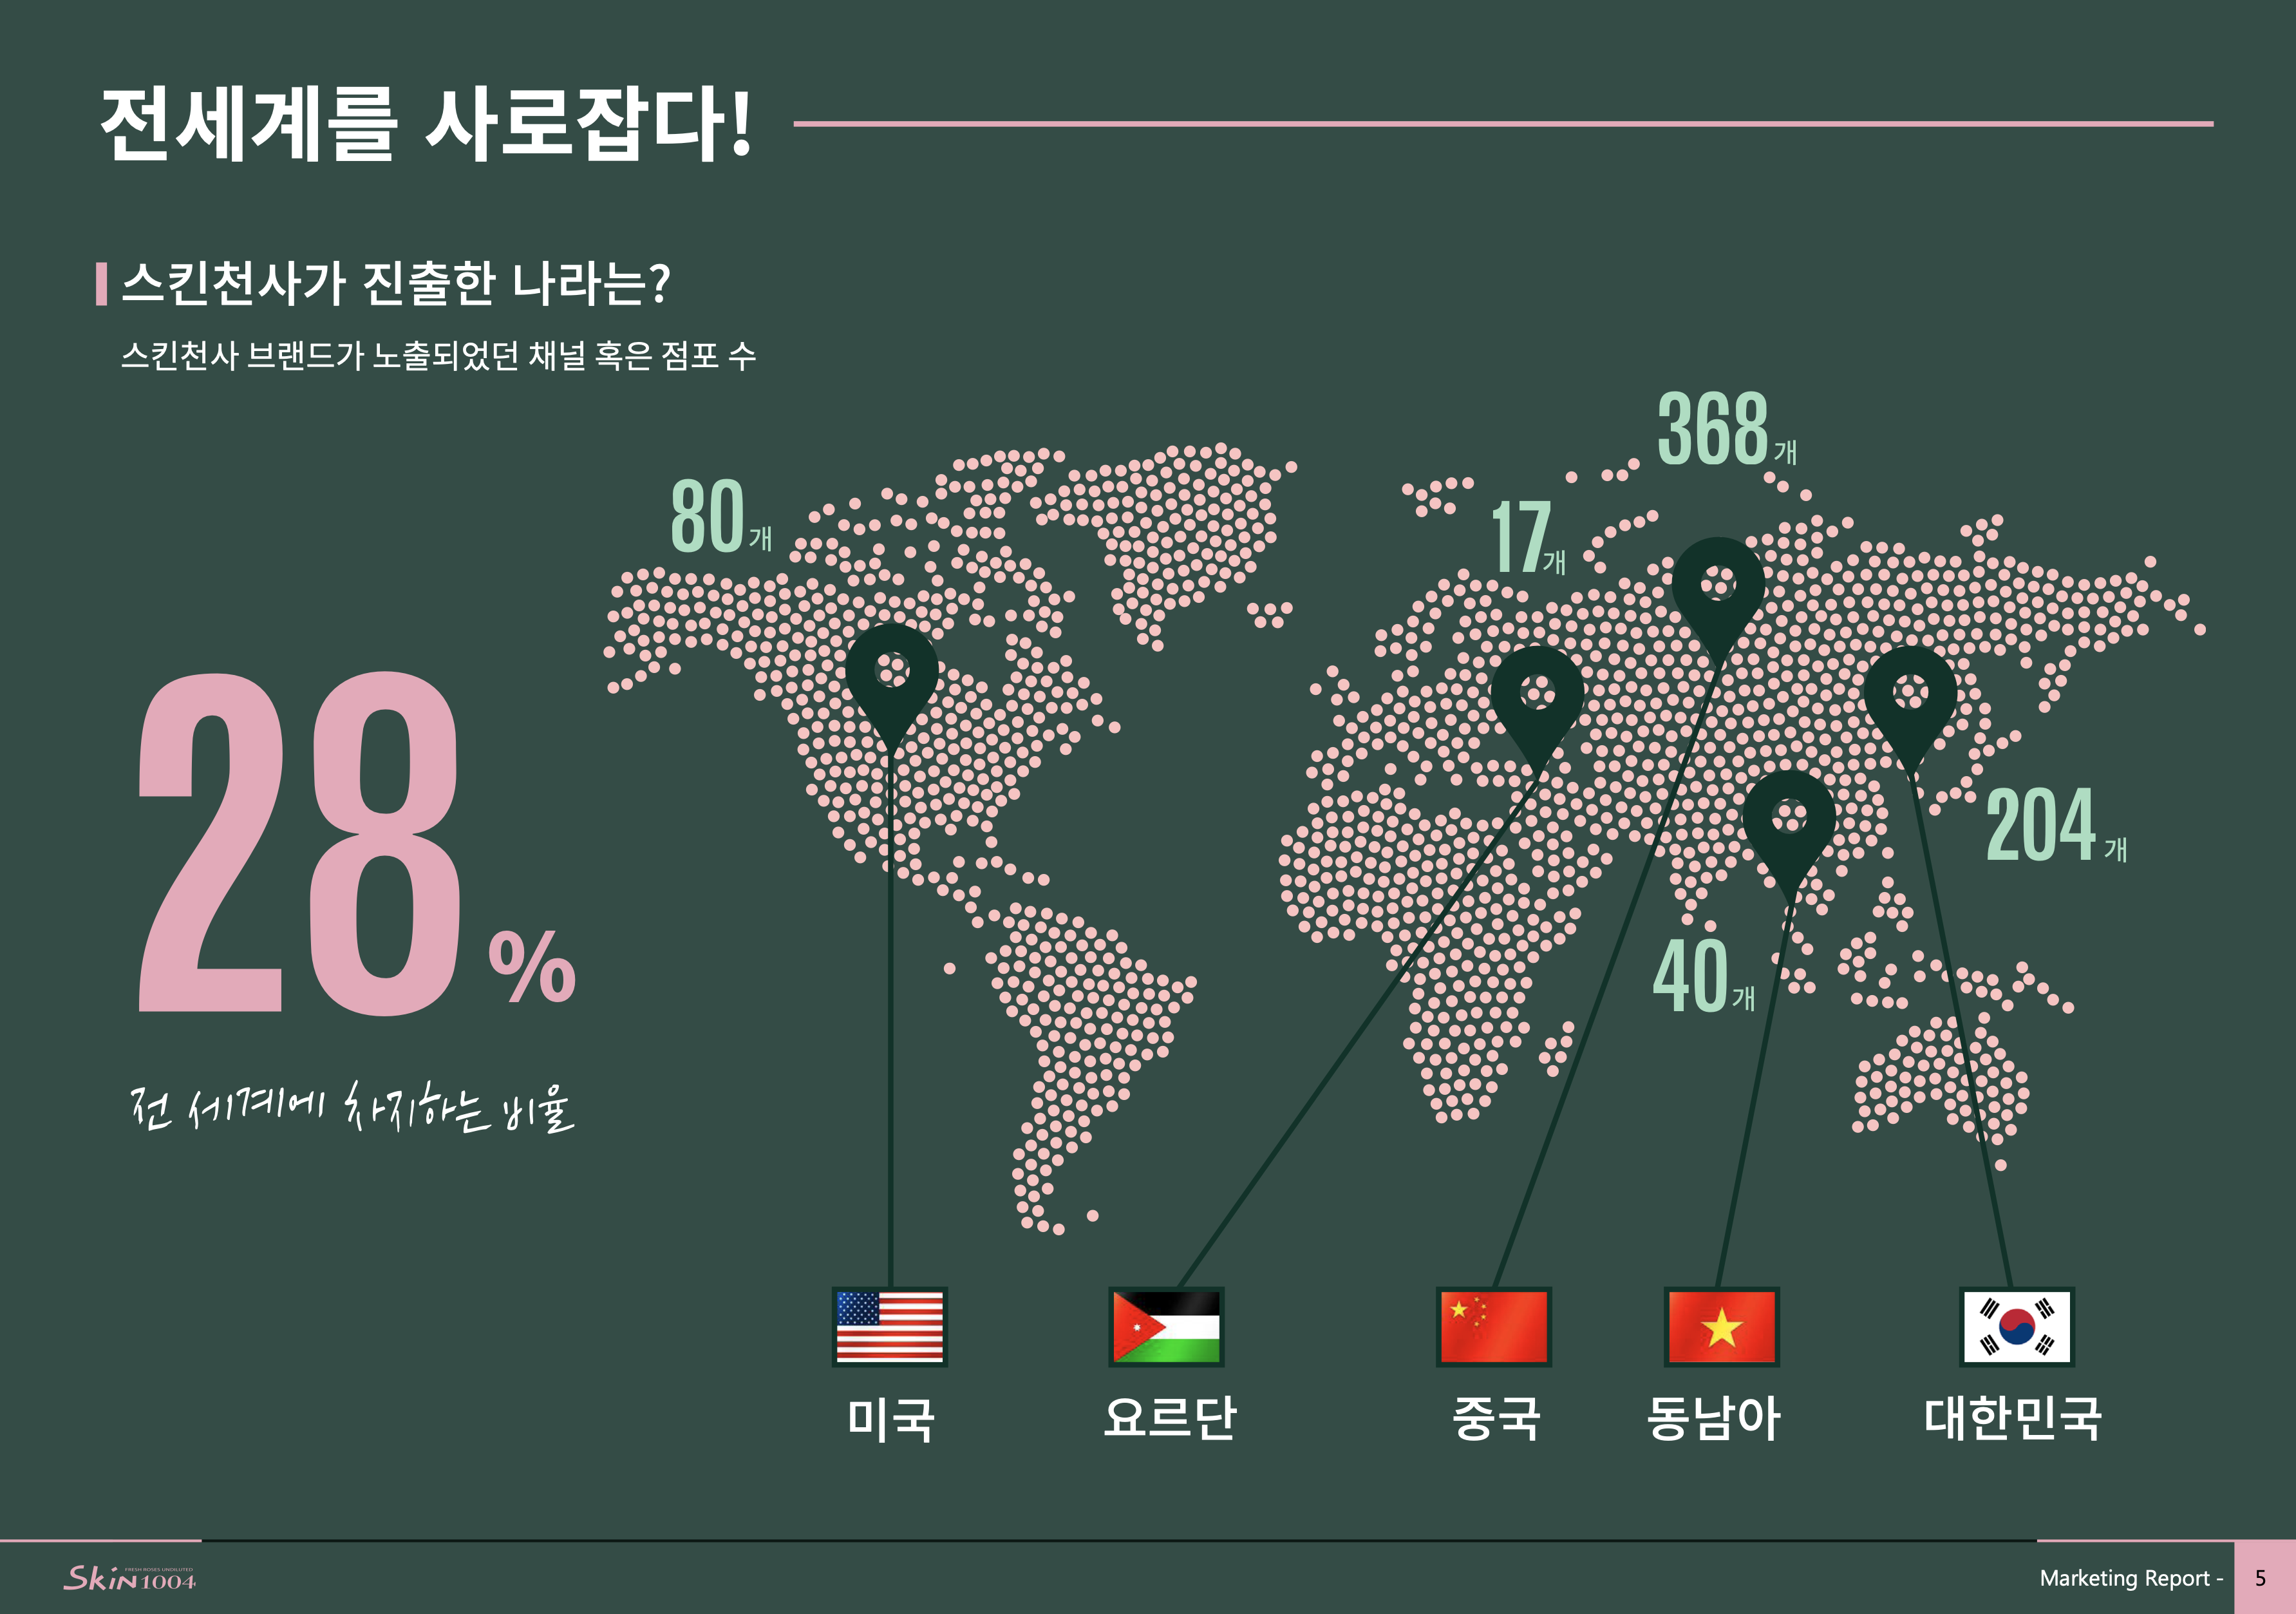 전세계를 사로잡다!
스킨천사가 진출한 나라는?
스킨천사 브랜드가 노출되었던 채널 혹은 점포 수
368개
80개
17개
204개
28%
40개
전 세계에 차지하는 비율
미국
요르단
중국
동남아
대한민국
FRESH ROSES UNDILUTED
Skin1004
Marketing Report -
5